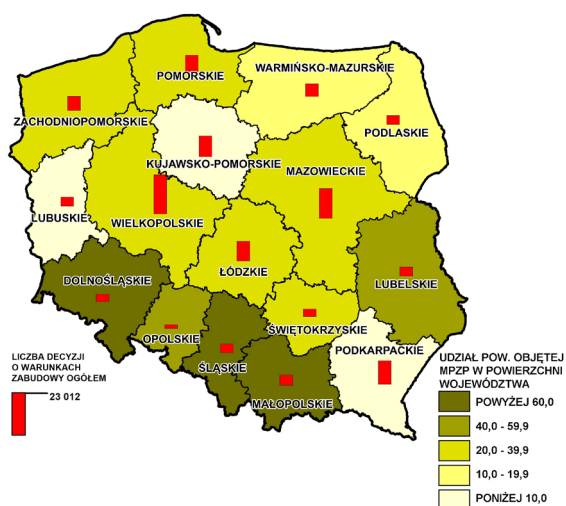 POMORSKIE
WARMIŃSKO-MAZURSKIE
ZACHODNIOPOMORSKIE
PODLASKIE
KUJAWSKO-POMORSKIE
MAZOWIECKIE
LUBUSKIE
WIELKOPOLSKIE
ŁÓDZKIE
DOLNOŚLĄSKIE
LUBELSKIE
OPOLSKIE
ŚWIĘTOKRZYSKIE
ŚLĄSKIE
PODKARPACKIE
MAŁOPOLSKIE
LICZBA DECYZJI
O WARUNKACH
ZABUDOWY OGÓŁEM
23 012
UDZIAŁ POW. OBJĘTEJ
MPZP W POWIERZCHNI
WOJEWÓDZTWA
POWYŻEJ 60,0
40,0 - 59,9
20,0 - 39,9
10,0 - 19,9
PONIŻEJ 10,0